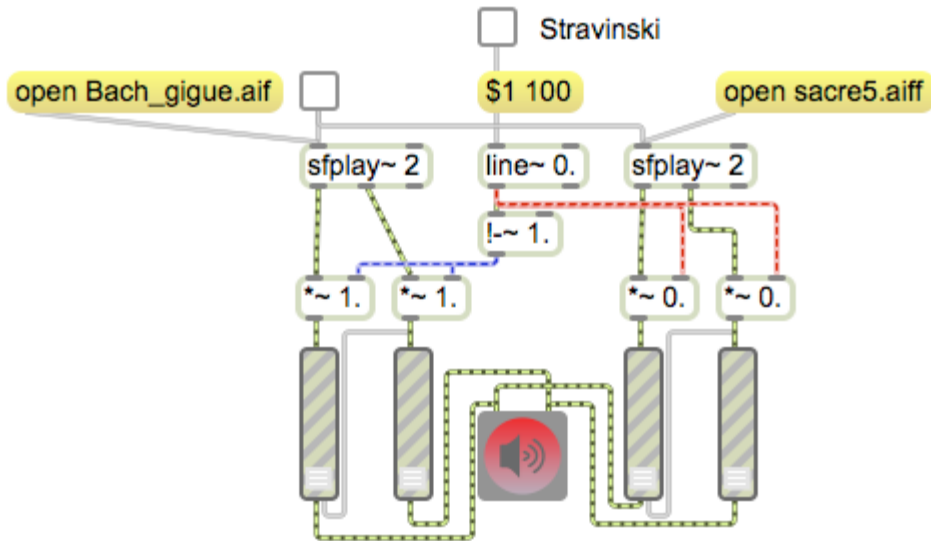 Stravinski
open Bach_gigue.aif
$1 100
open sacre5.aiff
sfplay~ 2
line~ 0.
sfplay~ 2
!-~ 1.
*~ 1.
*~ 1.
*~ 0.
*~ 0.